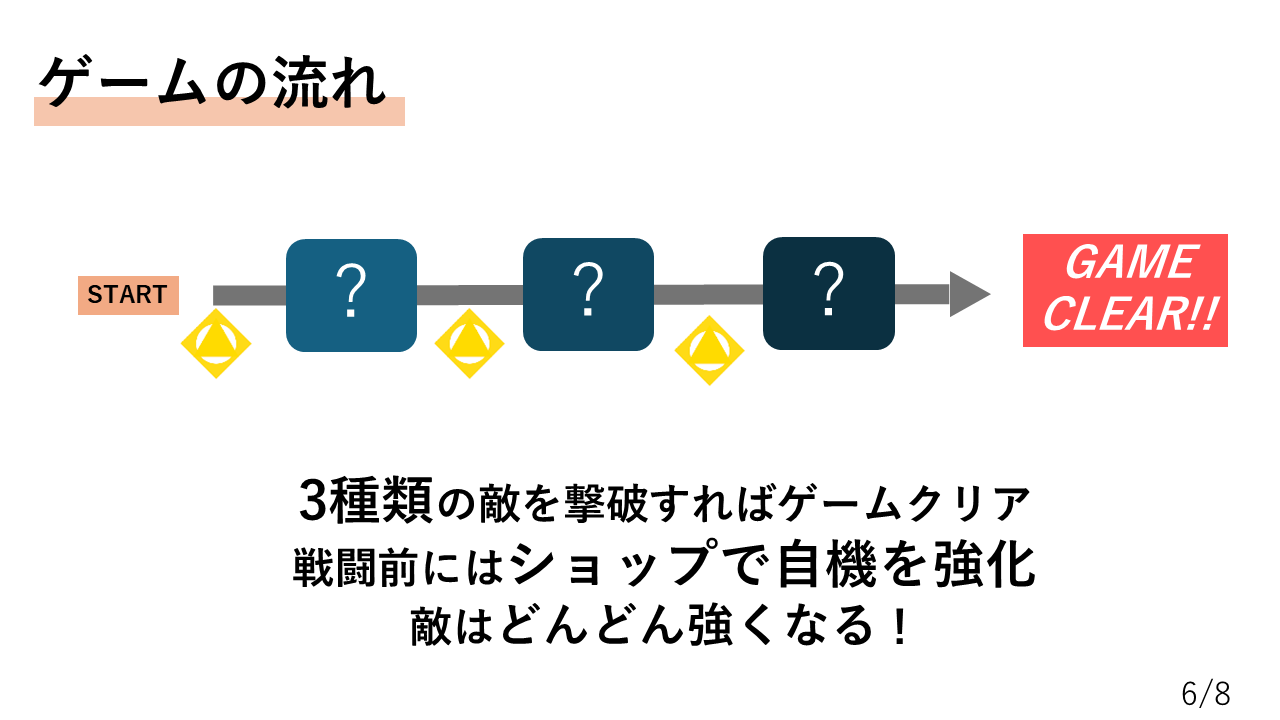 ゲームの流れ
START
?
?
?
GAME
CLEAR!!
3種類の敵を撃破すればゲームクリア
戦闘前にはショップで自機を強化
敵はどんどん強くなる！
6/8